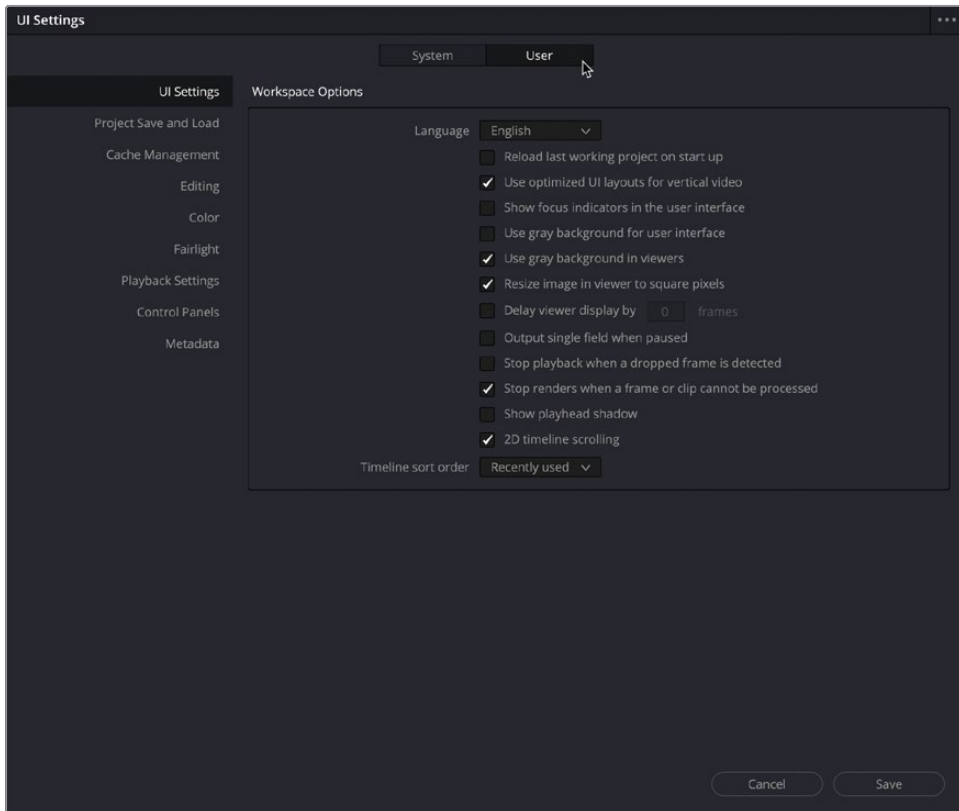 UI Settings
System
User
UI Settings
Project Save and Load
Cache Management
Editing
Color
Fairlight
Playback Settings
Control Panels
Metadata
Workspace Options
Language English
Reload last working project on start up
Use optimized UI layouts for vertical video
Show focus indicators in the user interface
Use gray background for user interface
Use gray background in viewers
Resize image in viewer to square pixels
Delay viewer display by 0 frames
Output single field when paused
Stop playback when a dropped frame is detected
Stop renders when a frame or clip cannot be processed
Show playhead shadow
2D timeline scrolling
Timeline sort order Recently used
Cancel
Save